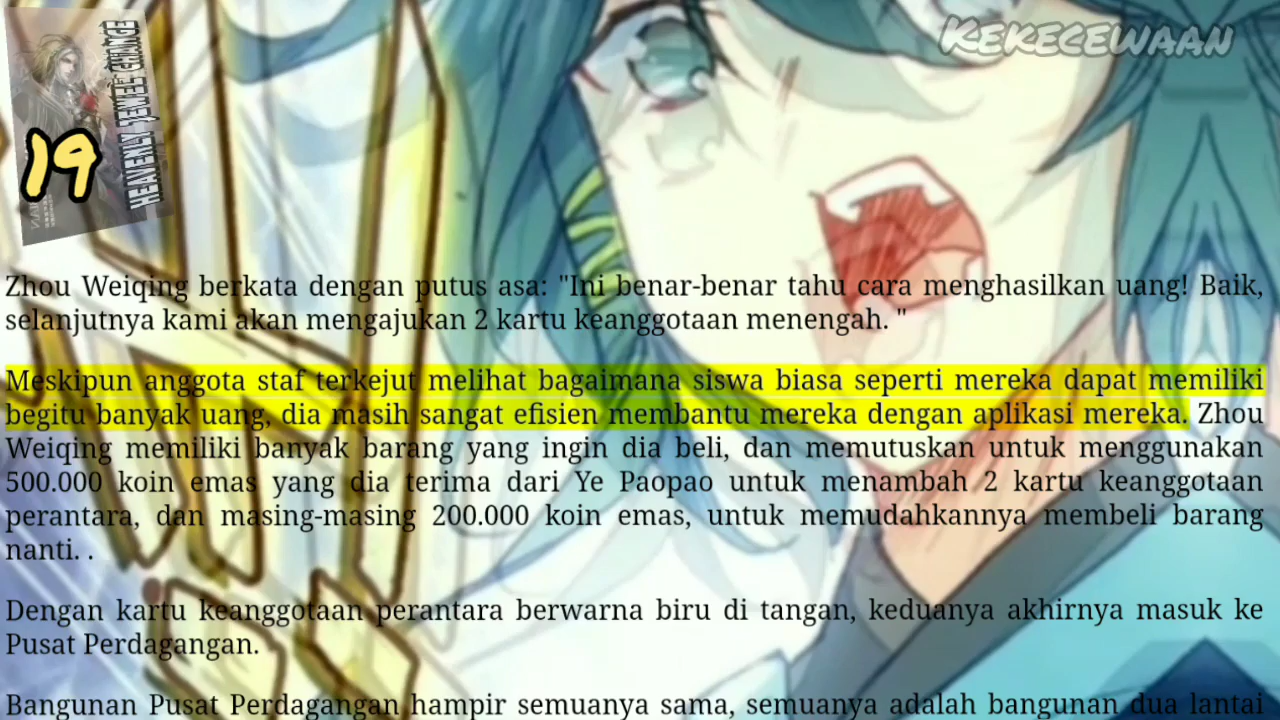 Kekecewaan
HEAVENLY JEWEL CHANGE
19
Zhou Weiqing berkata dengan putus asa: "Ini benar-benar tahu cara menghasilkan uang! Baik,
selanjutnya kami akan mengajukan 2 kartu keanggotaan menengah. "
Meskipun anggota staf terkejut melihat bagaimana siswa biasa seperti mereka dapat memiliki
begitu banyak uang, dia masih sangat efisien membantu mereka dengan aplikasi mereka. Zhou
Weiqing memiliki banyak barang yang ingin dia beli, dan memutuskan untuk menggunakan
500.000 koin emas yang dia terima dari Ye Paopao untuk menambah 2 kartu keanggotaan
perantara, dan masing-masing 200.000 koin emas, untuk memudahkannya membeli barang
nanti. .
Dengan kartu keanggotaan perantara berwarna biru di tangan, keduanya akhirnya masuk ke
Pusat Perdagangan.
Bangunan Pusat Perdagangan hampir semuanya sama, semuanya adalah bangunan dua lantai